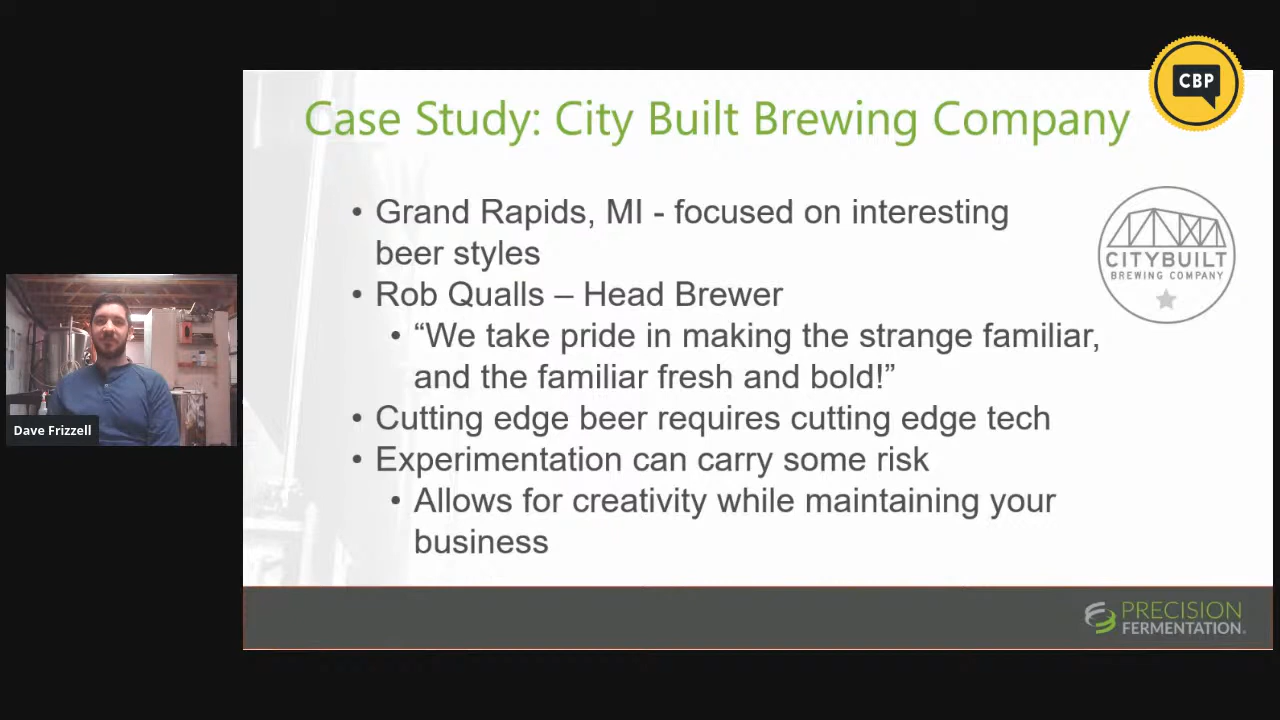 CBP
Case Study: City Built Brewing Company
• Grand Rapids, MI - focused on interesting
beer styles
CITYBUILT
BREWING COMPANY
• Rob Qualls – Head Brewer
• “We take pride in making the strange familiar,
and the familiar fresh and bold!”
• Cutting edge beer requires cutting edge tech
• Experimentation can carry some risk
• Allows for creativity while maintaining your
business
Dave Frizzell
PRECISION
FERMENTATION